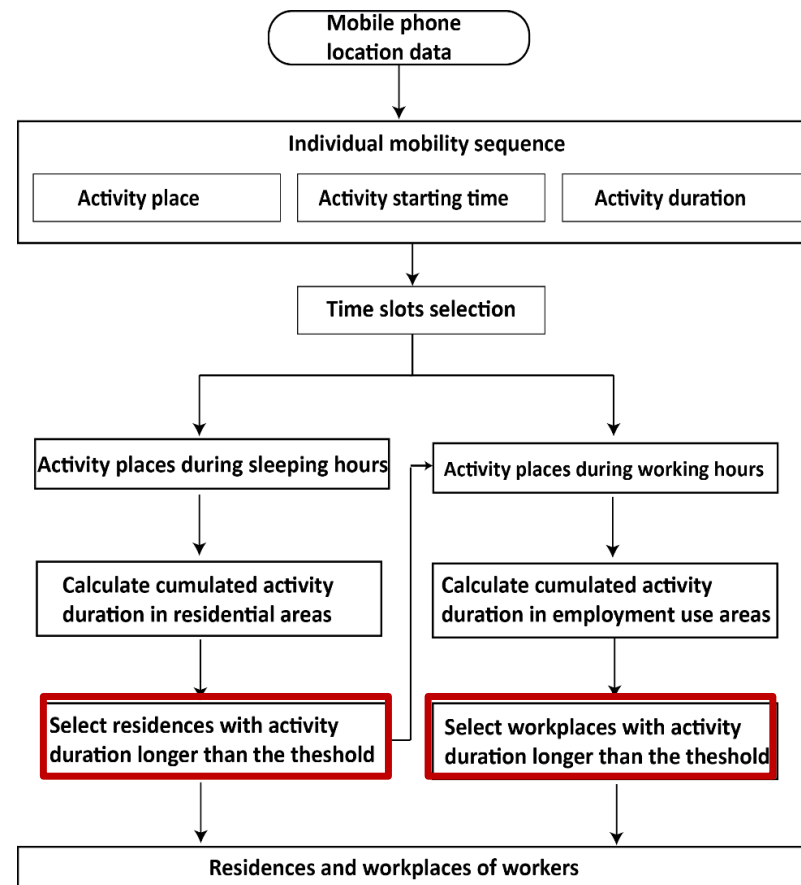 Mobile phone
location data
Individual mobility sequence
Activity place
Activity starting time
Activity duration
Time slots selection
Activity places during sleeping hours
Activity places during working hours
Calculate cumulated activity
duration in residential areas
Calculate cumulated activity
duration in employment use areas
Select residences with activity
duration longer than the theshold
Select workplaces with activity
duration longer than the theshold
Residences and workplaces of workers